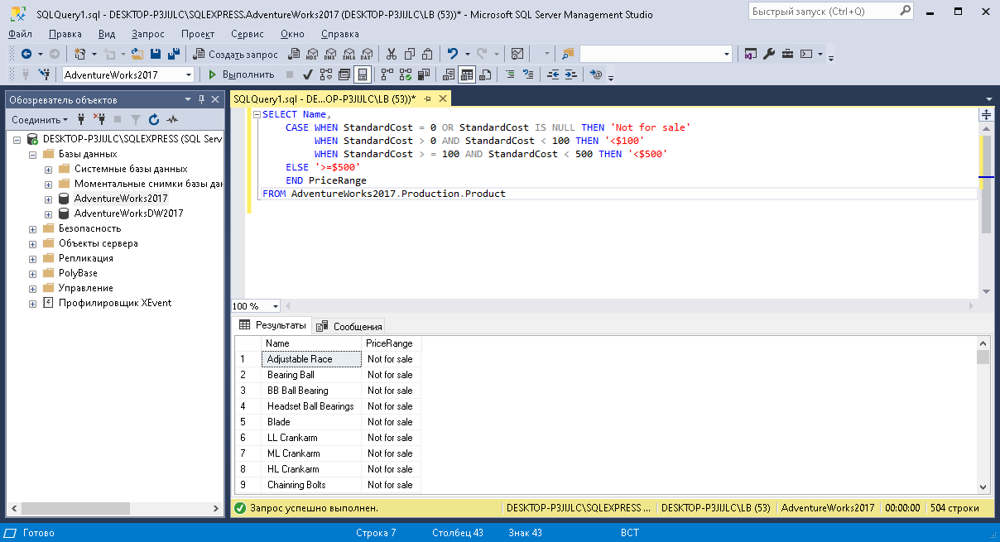 SQLQuery1.sql - DESKTOP-P3JIJLC\SQLEXPRESS.AdventureWorks2017 (DESKTOP-P3JIJLC\LB (53))* - Microsoft SQL Server Management Studio
Быстрый запуск (Ctrl+Q)
Файл Правка Вид Запрос Проект Сервис Окно Справка
Создать запрос MDX DMX XMLA DAX
AdventureWorks2017 Выполнить
Обозреватель объектов
SQLQuery1.sql - DE...OP-P3JIJLC\LB (53))*
Соединить
DESKTOP-P3JIJLC\SQLEXPRESS (SQL Serv
Базы данных
Системные базы данных
Моментальные снимки базы дан
AdventureWorks2017
AdventureWorksDW2017
Безопасность
Объекты сервера
Репликация
PolyBase
Управление
Профилировщик XEvent
SELECT Name,
CASE WHEN StandardCost = 0 OR StandardCost IS NULL THEN 'Not for sale'
WHEN StandardCost > 0 AND StandardCost < 100 THEN '<$100'
WHEN StandardCost > = 100 AND StandardCost < 500 THEN '<$500'
ELSE '>=$500'
END PriceRange
FROM AdventureWorks2017.Production.Product
100 %
Результаты Сообщения
Name PriceRange
1 Adjustable Race Not for sale
2 Bearing Ball Not for sale
3 BB Ball Bearing Not for sale
4 Headset Ball Bearings Not for sale
5 Blade Not for sale
6 LL Crankarm Not for sale
7 ML Crankarm Not for sale
8 HL Crankarm Not for sale
9 Chainring Bolts Not for sale
Запрос успешно выполнен. DESKTOP-P3JIJLC\SQLEXPRESS ... DESKTOP-P3JIJLC\LB (53) AdventureWorks2017 00:00:00 504 строки
Готово Строка 7 Столбец 43 Знак 43 ВСТ